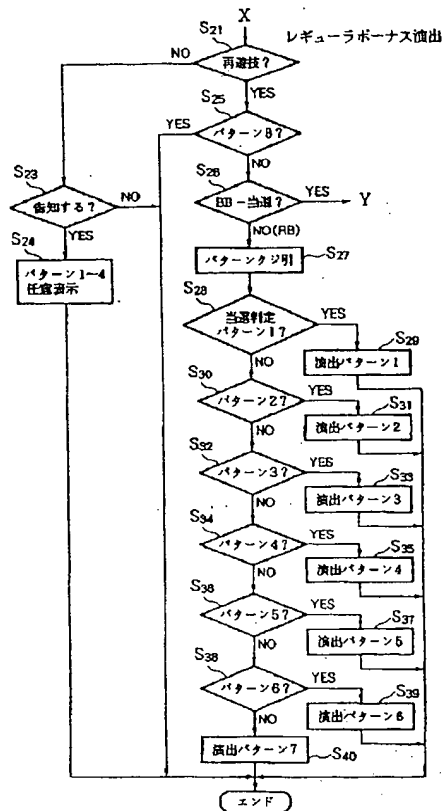 X
レギューラボーナス演出
S21
再遊技?
NO
YES
S25
パターン8?
YES
NO
S23
告知する?
NO
YES
S26
BB-当選?
YES
Y
NO(RB)
S24
パターン1~4
任意表示
パターンクジ引
S27
S28
当選判定
パターン1?
YES
NO
S29
演出パターン1
S30
パターン2?
YES
NO
S31
演出パターン2
S32
パターン3?
YES
NO
S33
演出パターン3
S34
パターン4?
YES
NO
S35
演出パターン4
S36
パターン5?
YES
NO
S37
演出パターン5
S38
パターン6?
YES
NO
S39
演出パターン6
演出パターン7
S40
エンド